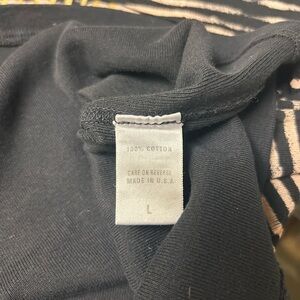 100% COTTON
CARE ON REVERSE
MADE IN U.S.A.
L